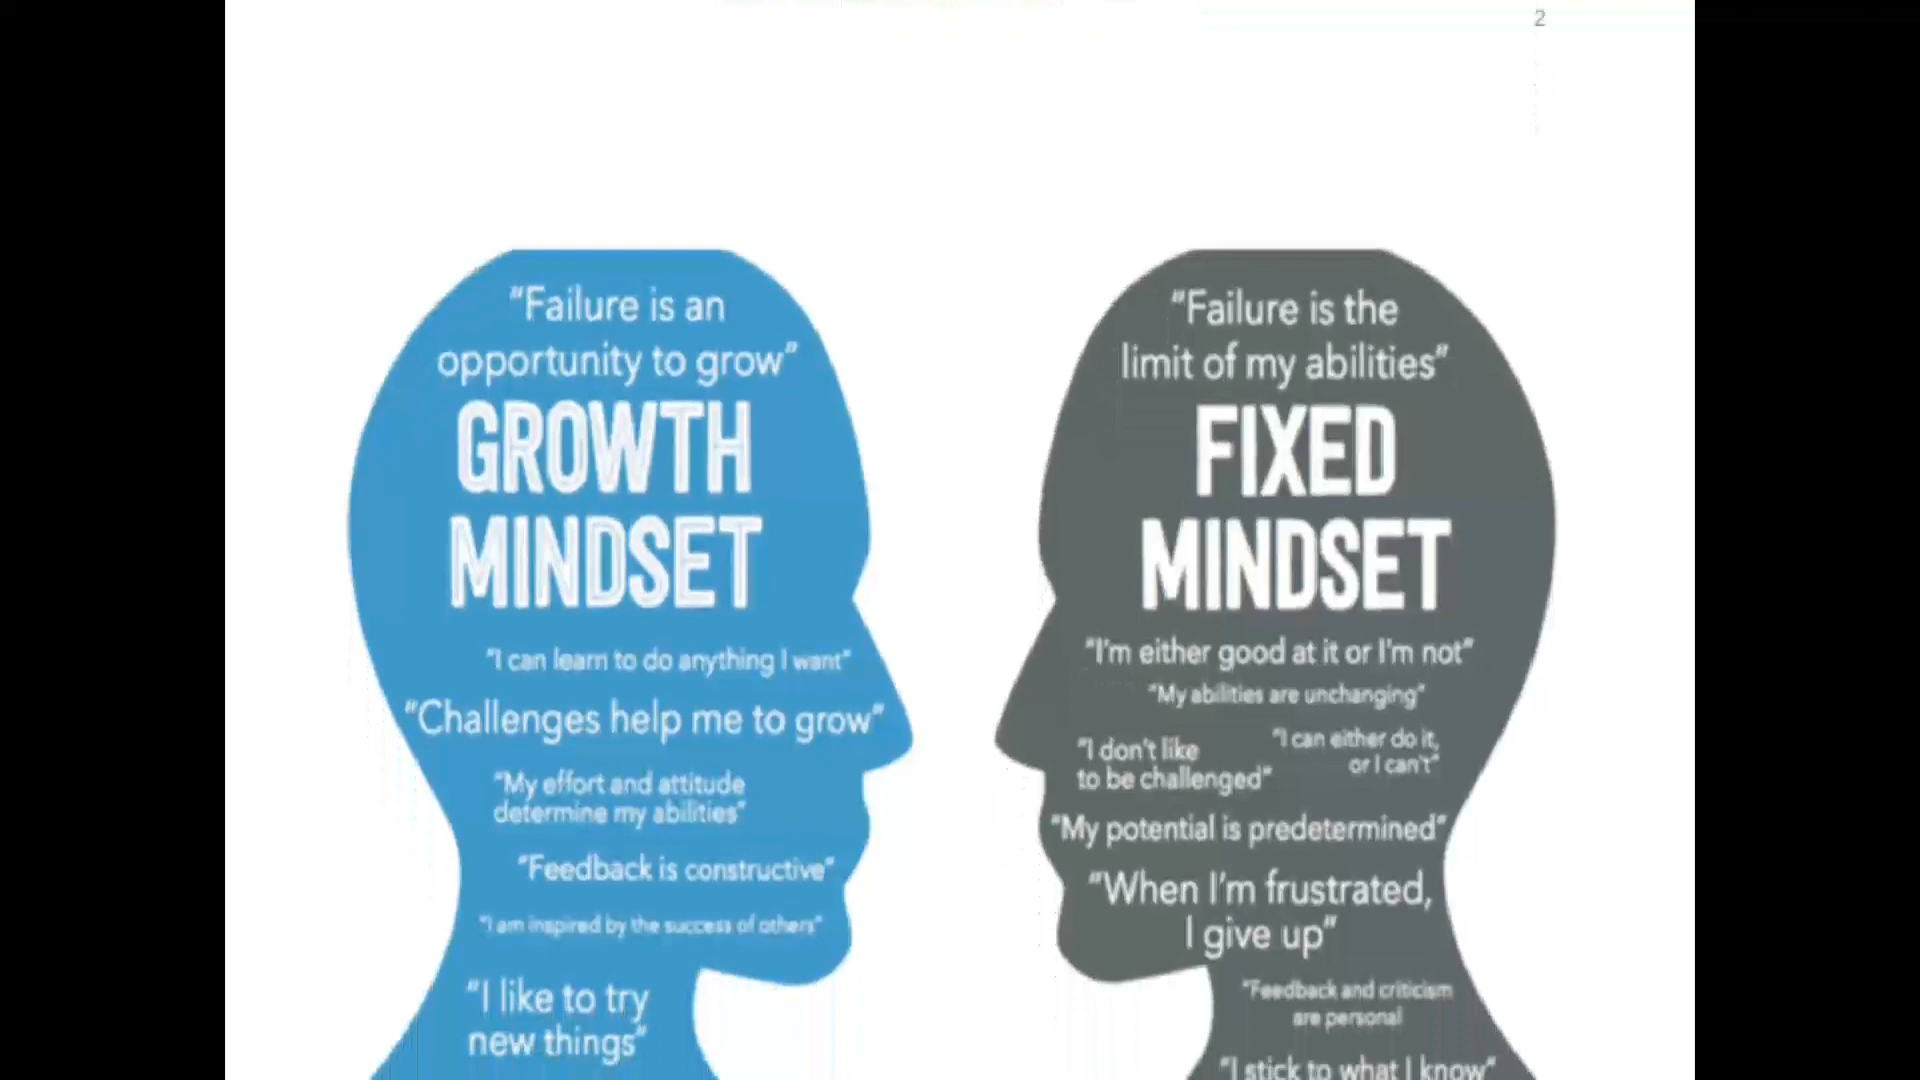 2
“Failure is an
opportunity to grow”
GROWTH
MINDSET
“I can learn to do anything I want”
“Challenges help me to grow”
“My effort and attitude
determine my abilities”
“Feedback is constructive”
“I am inspired by the success of others”
“I like to try
new things”
“Failure is the
limit of my abilities”
FIXED
MINDSET
“I'm either good at it or I'm not”
“My abilities are unchanging”
“I don't like
to be challenged”
“I can either do it,
or I can't”
“My potential is predetermined”
“When I'm frustrated,
I give up”
“Feedback and criticism
are personal
“I stick to what I know”